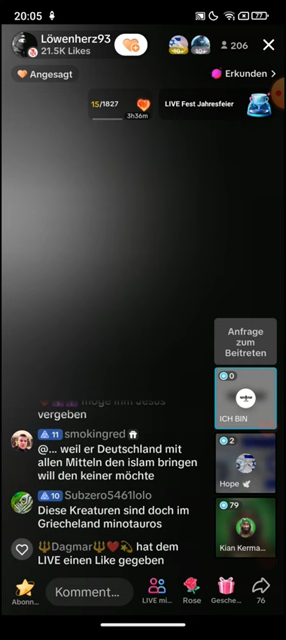 20:05
77
Löwenherz93
21.5K Likes
10+
10+
206
Angesagt
Erkunden >
15/1827
3h36m
LIVE Fest Jahresfeier
Anfrage
zum
Beitreten
0
ICH BIN
möge ihm Jesus
vergeben
11 smokingred
@... weil er Deutschland mit
allen Mitteln den islam bringen
will den keiner möchte
2
Hope
10 Subzero5461lolo
Diese Kreaturen sind doch im
Griecheland minotauros
79
Kian Kerma...
Dagmar hat dem
LIVE einen Like gegeben
Abonn...
Komment...
LIVE mi...
Rose
Gesche...
76